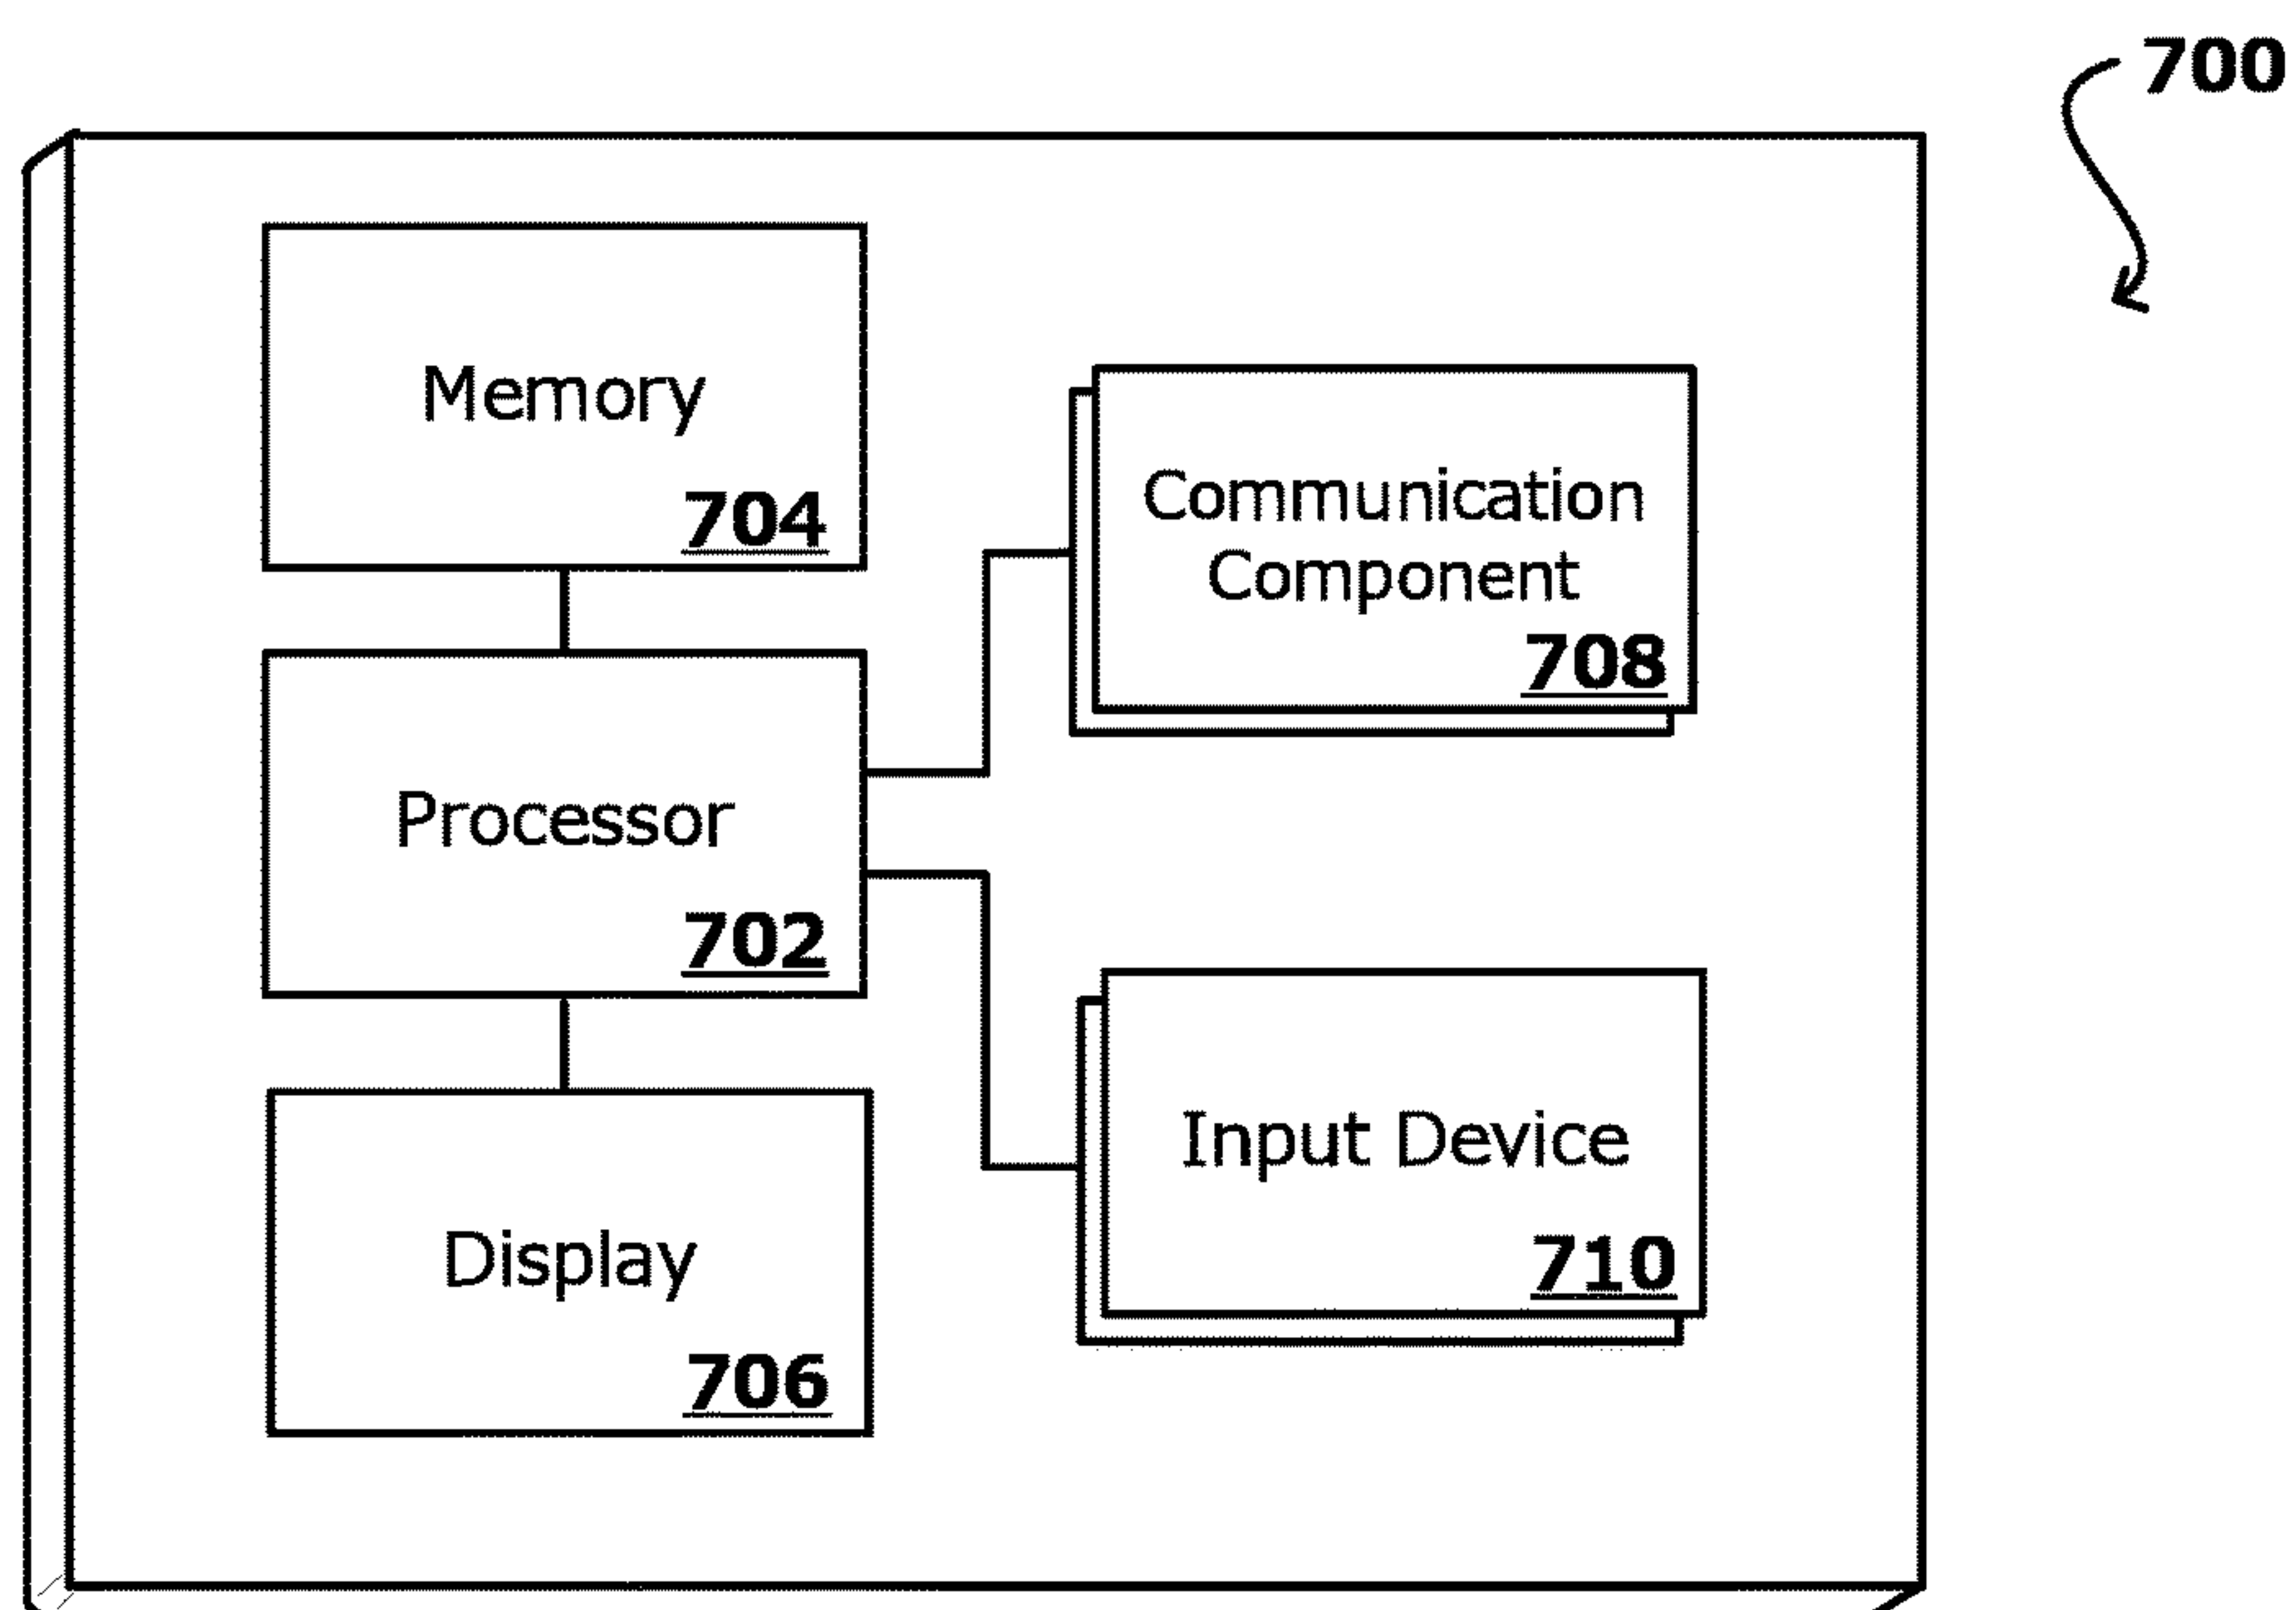 700
Memory
704
Communication
Component
708
Processor
702
Input Device
710
Display
706